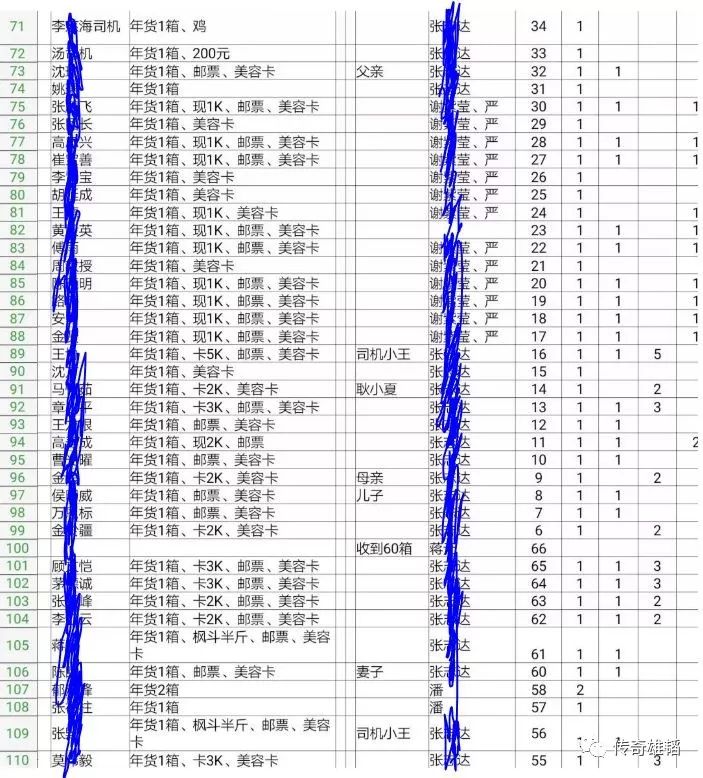 71 李 海司机 年货1箱、鸡 张 达 34 1
72 汤 机 年货1箱、200元 张 达 33 1
73 沈 年货1箱、邮票、美容卡 父亲 张 达 32 1 1
74 姚 年货1箱 张 达 31 1
75 张 飞 年货1箱、现1K、邮票、美容卡 谢 莹、严 30 1 1 1
76 张 长 年货1箱、美容卡 谢 莹、严 29 1
77 高 兴 年货1箱、现1K、邮票、美容卡 谢 莹、严 28 1 1 1
78 崔 善 年货1箱、现1K、邮票、美容卡 谢 莹、严 27 1 1 1
79 李 宝 年货1箱、美容卡 谢 莹、严 26 1
80 胡 成 年货1箱、美容卡 谢 莹、严 25 1
81 王 年货1箱、现1K、美容卡 谢 莹、严 24 1 1
82 黄 英 年货1箱、现1K、邮票、美容卡 23 1 1 1
83 傅 年货1箱、现1K、邮票、美容卡 谢 莹、严 22 1 1 1
84 周 授 年货1箱、美容卡 谢 莹、严 21 1
85 明 年货1箱、现1K、邮票、美容卡 谢 莹、严 20 1 1 1
86 年货1箱、现1K、邮票、美容卡 谢 莹、严 19 1 1 1
87 安 年货1箱、现1K、邮票、美容卡 谢 莹、严 18 1 1 1
88 金 年货1箱、现1K、邮票、美容卡 谢 莹、严 17 1 1 1
89 王 年货1箱、卡5K、邮票、美容卡 司机小王 张 达 16 1 1 5
90 沈 年货1箱、美容卡 张 达 15 1
91 马 茹 年货1箱、卡2K、美容卡 耿小夏 张 达 14 1 2
92 章 平 年货1箱、卡3K、邮票、美容卡 张 达 13 1 1 3
93 王 根 年货1箱、邮票、美容卡 张 达 12 1 1
94 高 成 年货1箱、现2K、邮票 张 达 11 1 1 2
95 曹 曜 年货1箱、邮票、美容卡 张 达 10 1 1
96 金 年货1箱、卡2K、美容卡 母亲 张 达 9 1 2
97 侯 威 年货1箱、邮票、美容卡 儿子 张 达 8 1 1
98 万 标 年货1箱、邮票、美容卡 张 达 7 1 1
99 金 疆 年货1箱、卡2K、美容卡 张 达 6 1 2
100 收到60箱 蒋 66
101 顾 恺 年货1箱、卡3K、邮票、美容卡 张 达 65 1 1 3
102 茅 诚 年货1箱、卡3K、邮票、美容卡 张 达 64 1 1 3
103 张 峰 年货1箱、卡2K、邮票、美容卡 张志达 63 1 1 2
104 李 云 年货1箱、卡2K、邮票、美容卡 张 达 62 1 1 2
105 蒋 年货1箱、枫斗半斤、邮票、美容
卡 张志达 61 1 1
106 陈 年货1箱、邮票、美容卡 妻子 张 达 60 1 1
107 郁 峰 年货2箱 潘 58 2
108 张 年货1箱 潘 57 1
109 张 年货1箱、枫斗半斤、邮票、美容
卡 司机小王 张 达 56 1 1
110 莫 毅 年货1箱、卡3K、美容卡 张 达 55 1 3
传奇雄韬